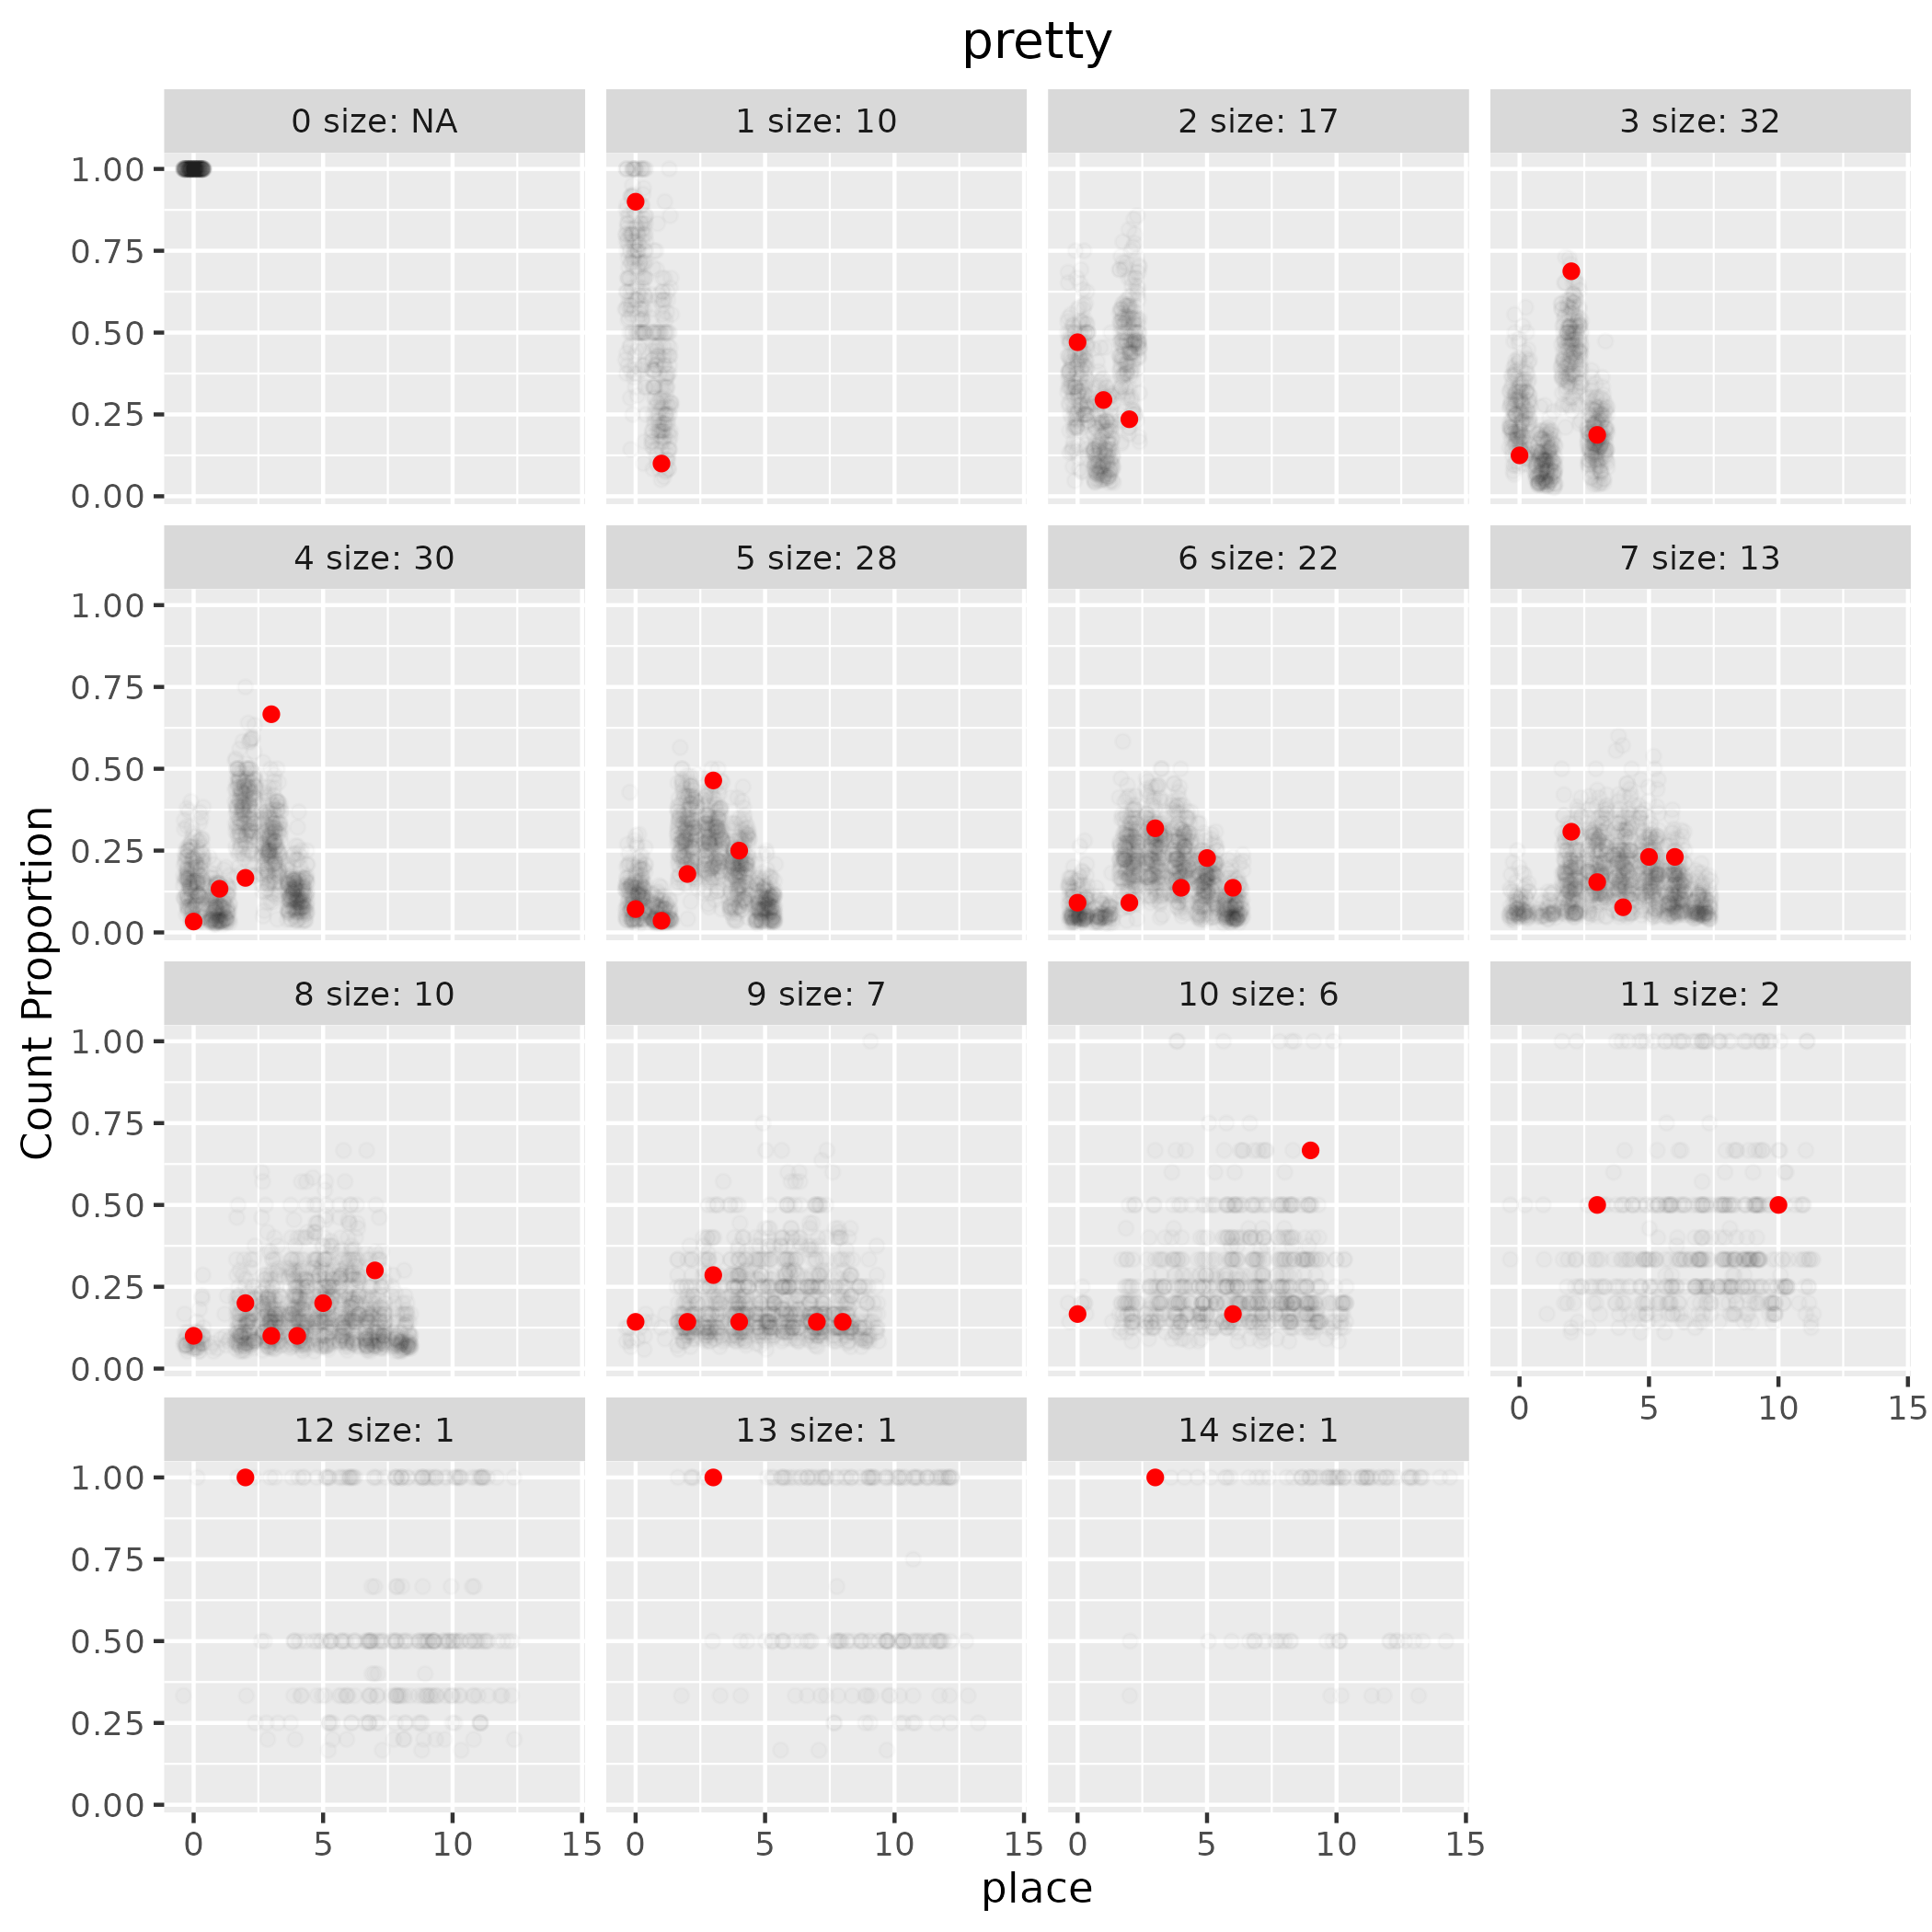 pretty
0 size: NA
1 size: 10
2 size: 17
3 size: 32
1.00
0.75
0.50
0.25
0.00
4 size: 30
5 size: 28
6 size: 22
7 size: 13
1.00
0.75
0.50
0.25
0.00
Count Proportion
8 size: 10
9 size: 7
10 size: 6
11 size: 2
1.00
0.75
0.50
0.25
0.00
0 5 10 15
12 size: 1
13 size: 1
14 size: 1
1.00
0.75
0.50
0.25
0.00
0 5 10 15
0 5 10 15
0 5 10 15
place